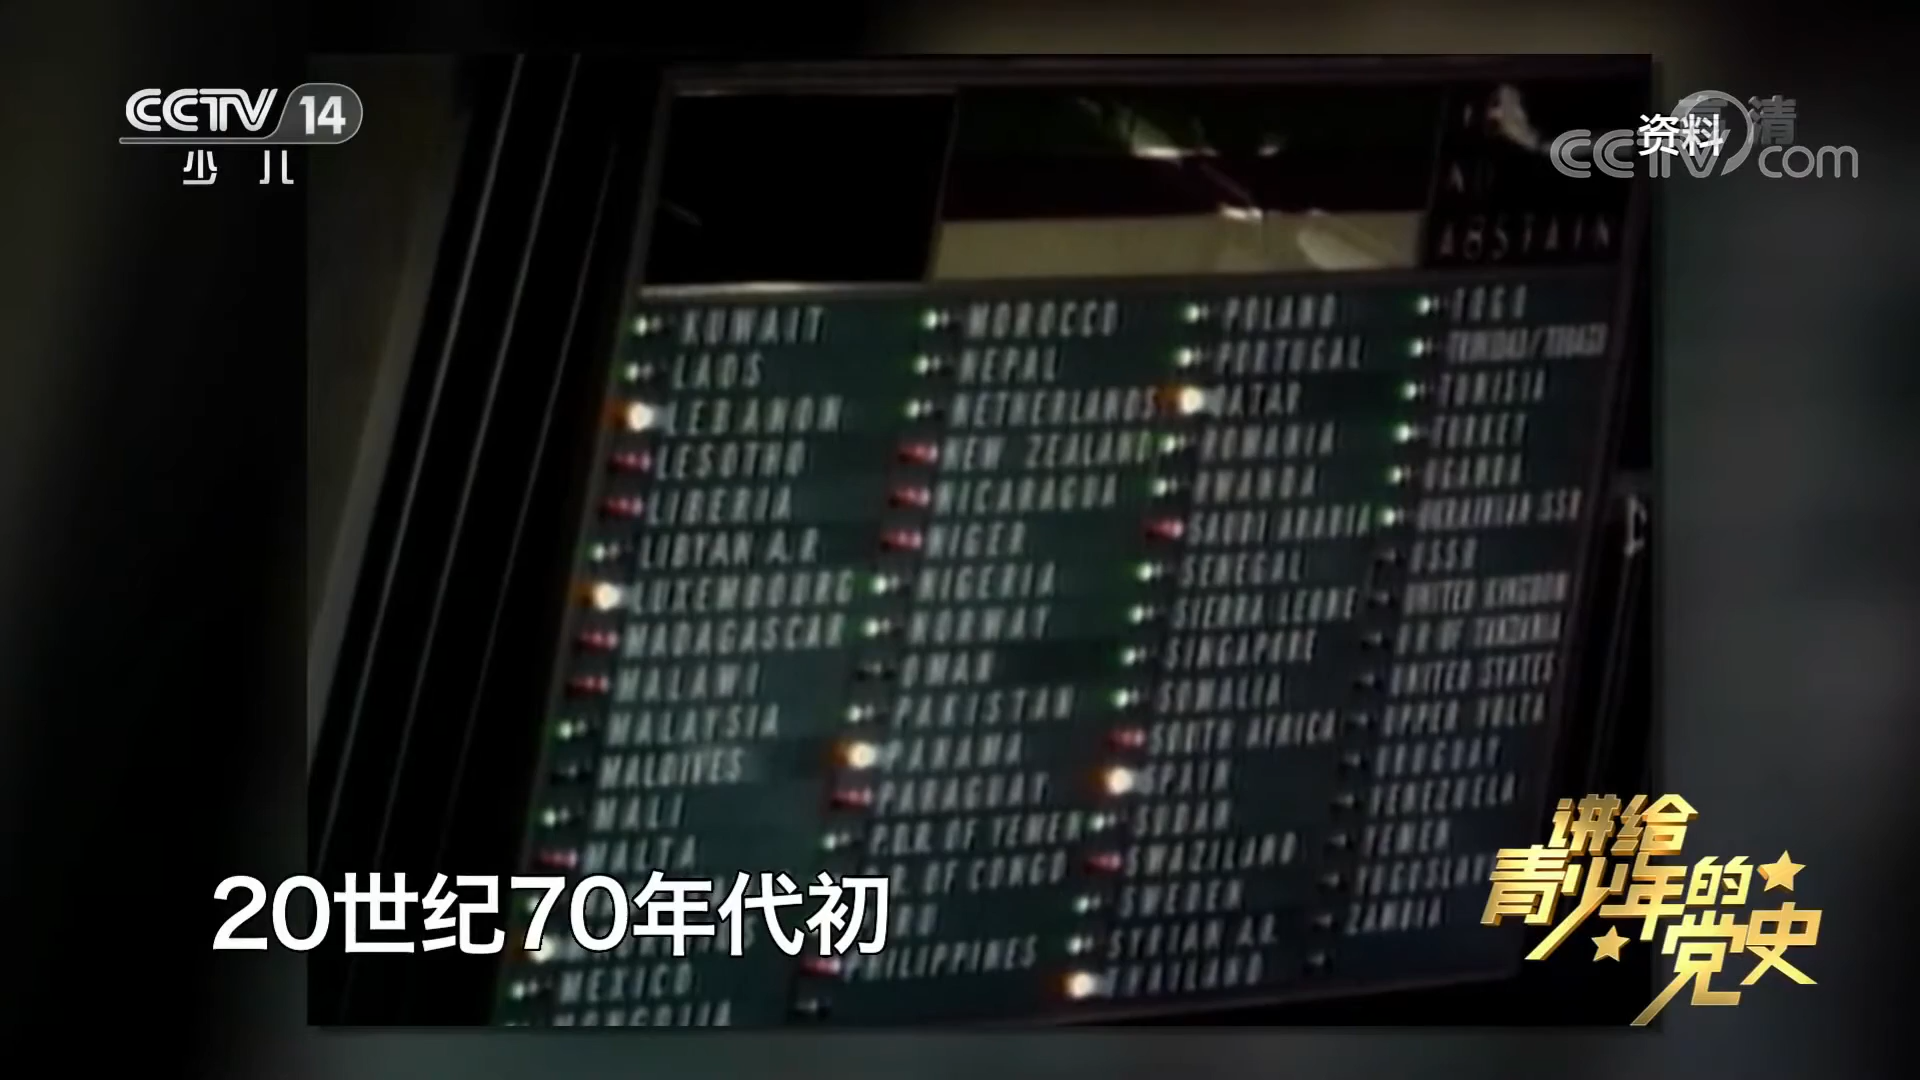 CCTV 14
少儿
资料
高清
CCTV.com
ABSTAIN
KUWAIT
LAOS
LEBANON
LESOTHO
LIBERIA
LIBYAN A.R
LUXEMBOURG
MADAGASCAR
MALAWI
MALAYSIA
MALDIVES
MALI
MALTA
MEXICO
MONGOLIA
MOROCCO
NEPAL
NETHERLANDS
NEW ZEALAND
NICARAGUA
NIGER
NIGERIA
NORWAY
OMAN
PAKISTAN
PANAMA
PARAGUAY
P.D.R. OF YEMEN
R. OF CONGO
RU
PHILIPPINES
POLAND
PORTUGAL
QATAR
ROMANIA
RWANDA
SAUDI ARABIA
SENEGAL
SIERRA LEONE
SINGAPORE
SOMALIA
SOUTH AFRICA
SPAIN
SUDAN
SWAZILAND
SWEDEN
SYRIAN A.R.
THAILAND
TOGO
TRINIDAD/TOBAGO
TUNISIA
TURKEY
UGANDA
UKRAINIAN SSR
USSR
UNITED KINGDOM
U.R. OF TANZANIA
UNITED STATES
UPPER VOLTA
URUGUAY
VENEZUELA
YEMEN
YUGOSLAV
ZAMBIA
20世纪70年代初
讲给
青少年的
党史